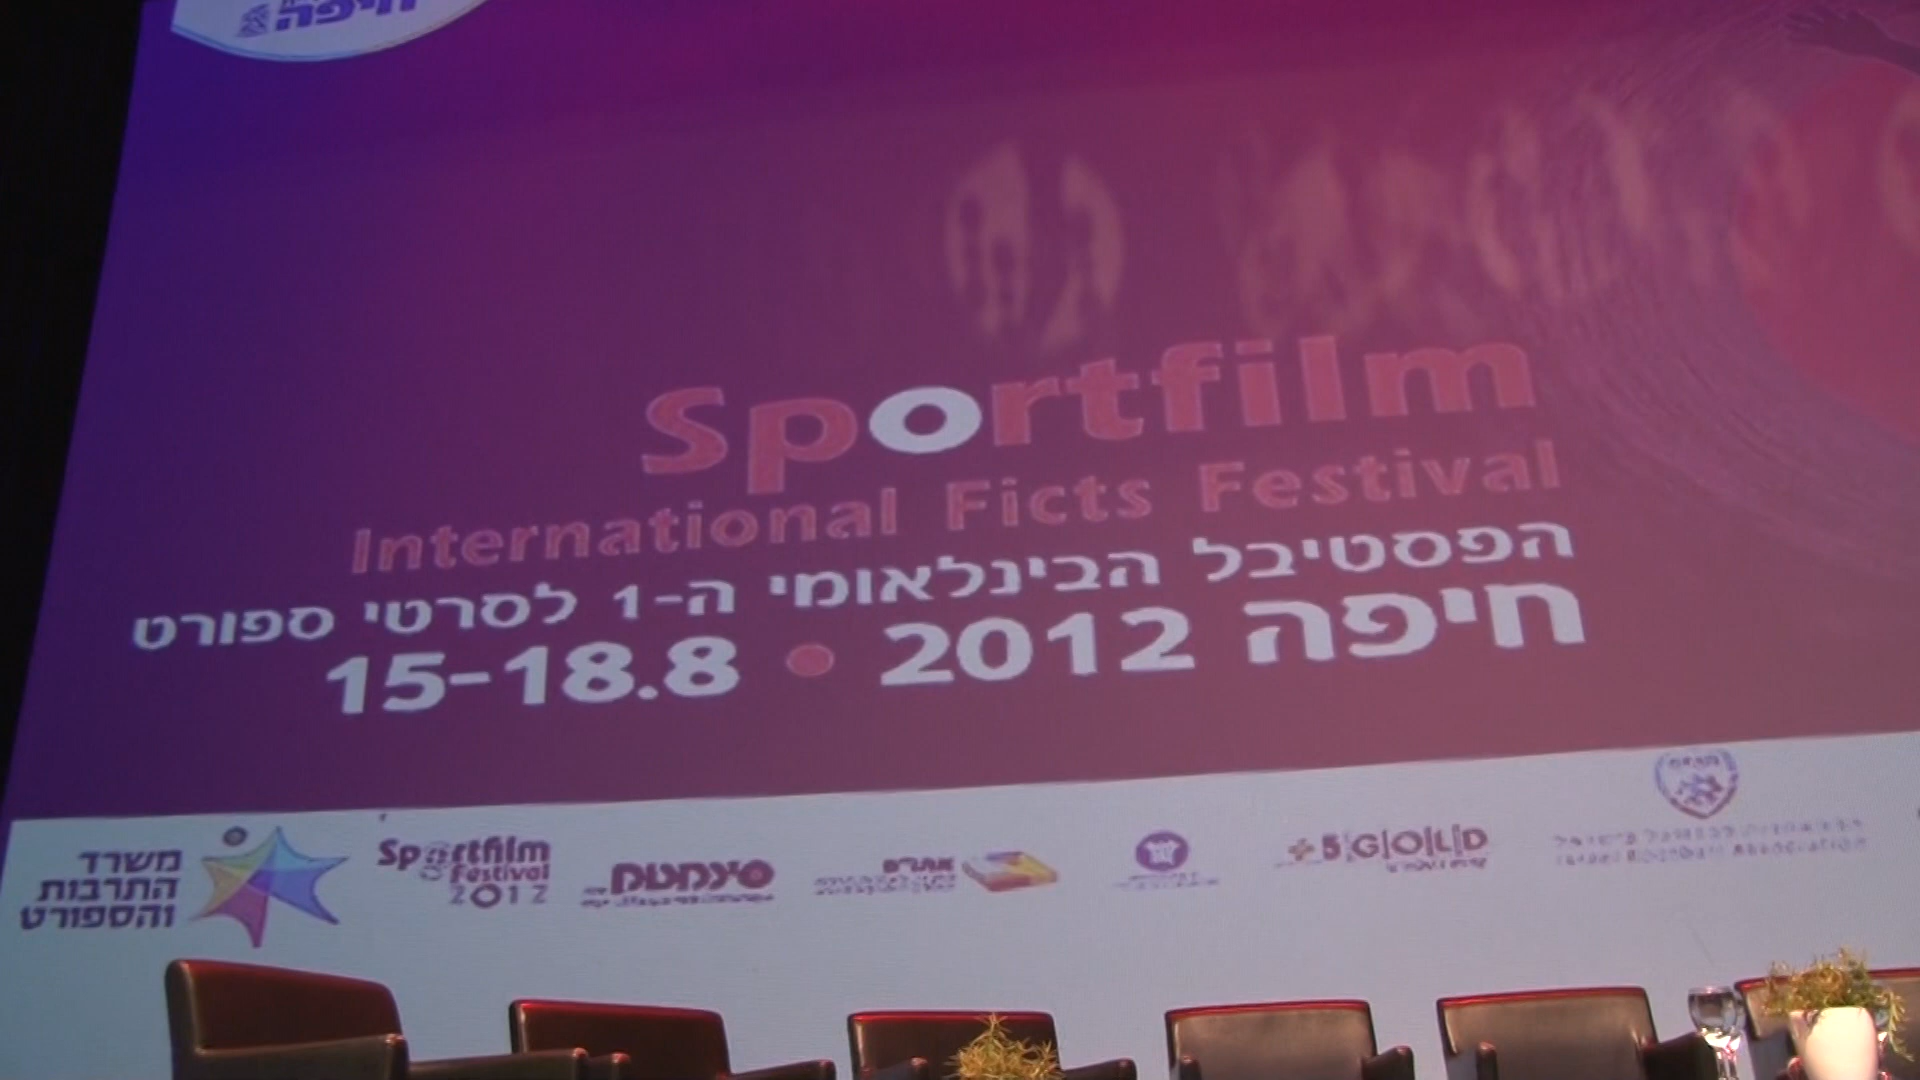 חיפה
Sportfilm
International Ficts Festival
הפסטיבל הבינלאומי ה-1 לסרטי ספורט
חיפה 2012 • 15-18.8
משרד
התרבות
והספורט
Sportfilm
Festival
2012
סינמטק
אתוס
5 GOLD